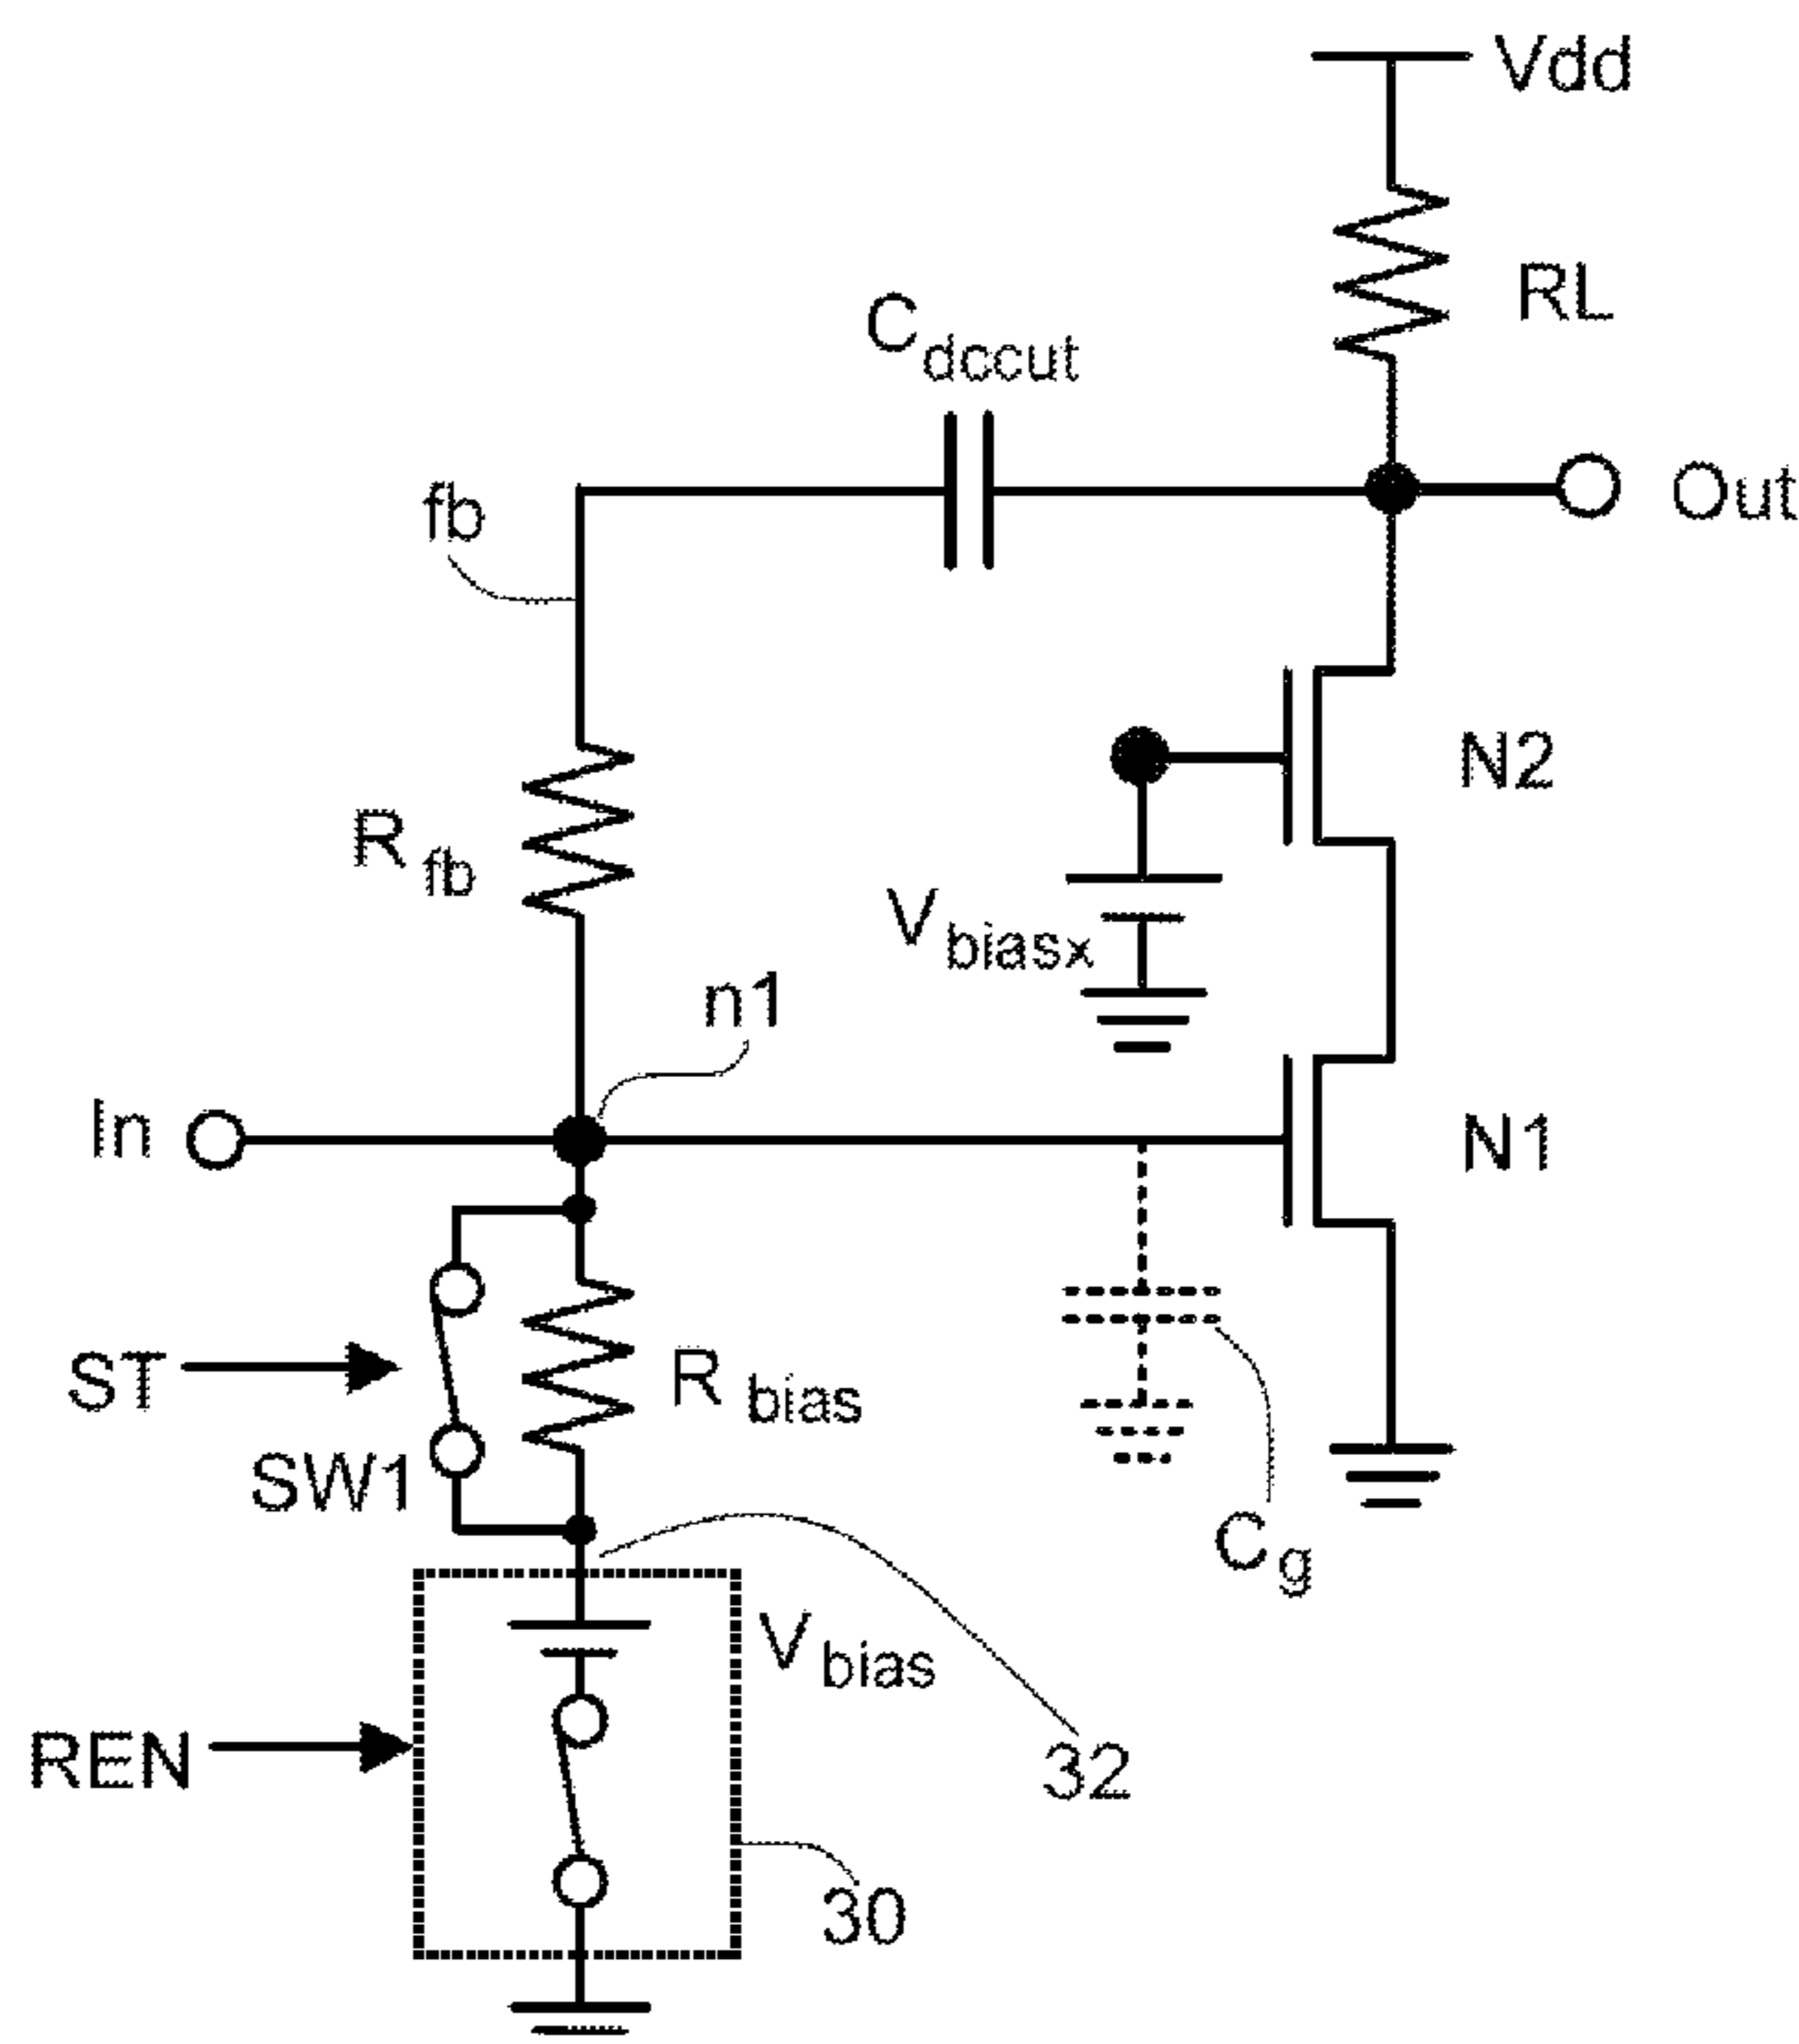 Vdd
RL
Cdccut
Out
fb
N2
Rfb
Vbiasx
n1
In
N1
ST
Rbias
SW1
Cg
Vbias
REN
32
30